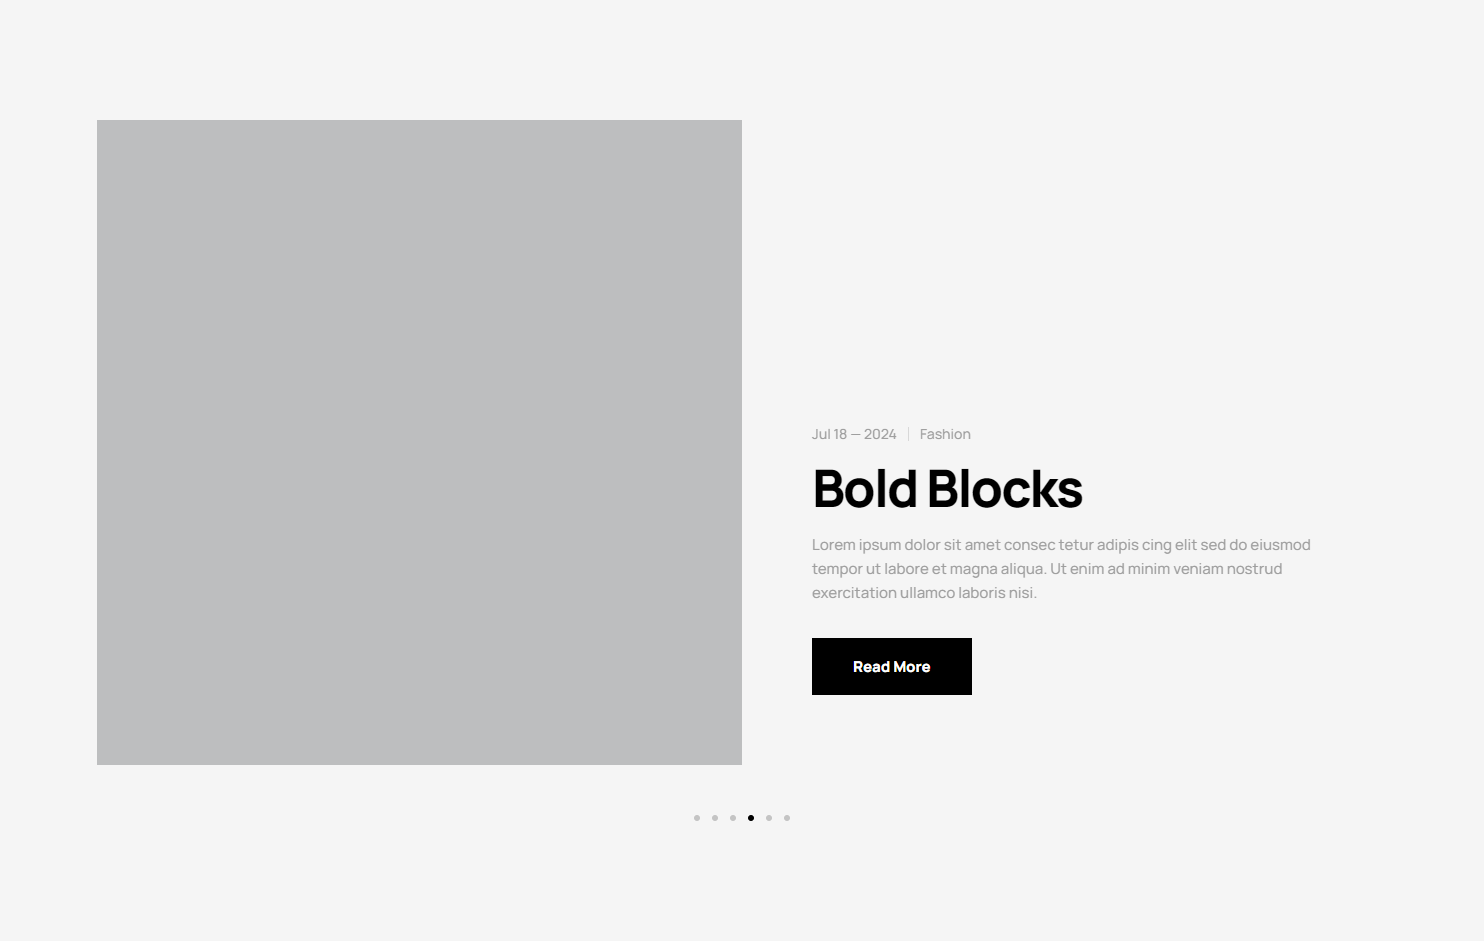 Jul 18 — 2024 | Fashion
Bold Blocks
Lorem ipsum dolor sit amet consec tetur adipis cing elit sed do eiusmod
tempor ut labore et magna aliqua. Ut enim ad minim veniam nostrud
exercitation ullamco laboris nisi.
Read More